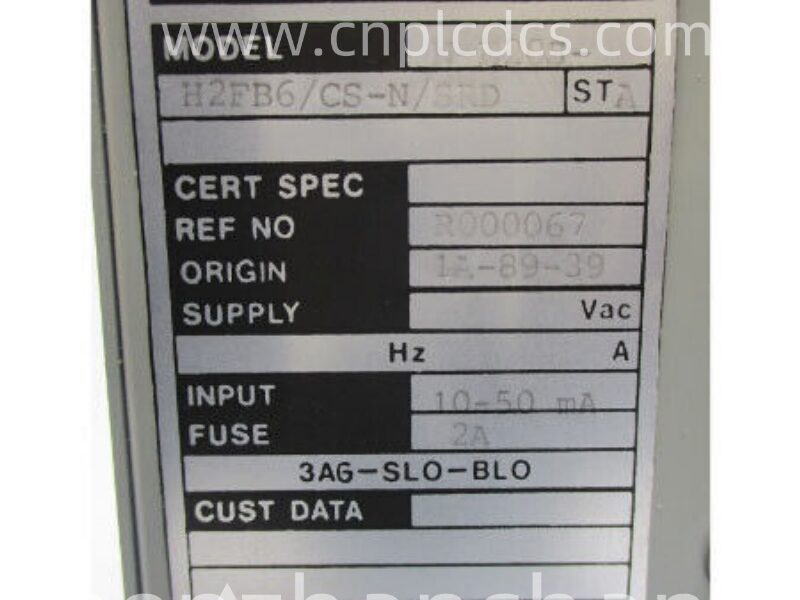 www.cnplcdcs.com
MODEL
H2FB6/CS-N/SRD ST A
CERT SPEC
REF NO R000067
ORIGIN 1A-89-39
SUPPLY Vac
Hz A
INPUT 10-50 mA
FUSE 2A
3AG-SLO-BLO
CUST DATA